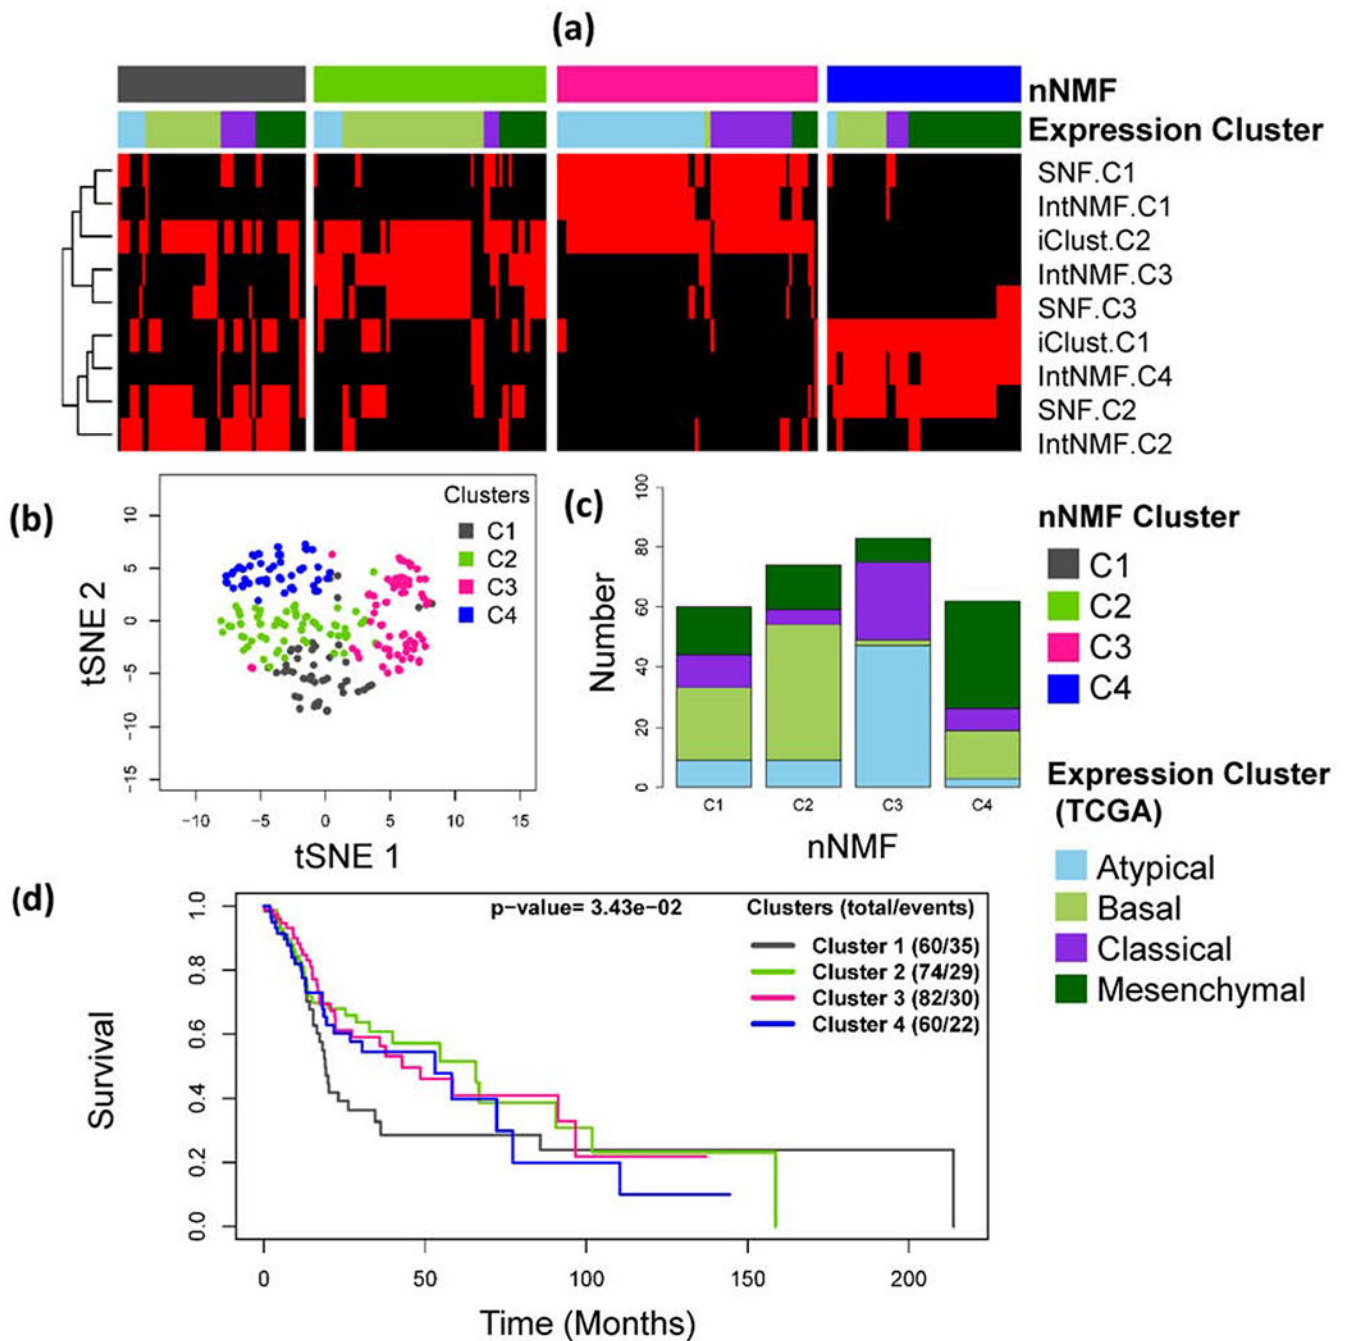 (a)
nNMF
Expression Cluster
SNF.C1
IntNMF.C1
iClust.C2
IntNMF.C3
SNF.C3
iClust.C1
IntNMF.C4
SNF.C2
IntNMF.C2
(b)
tSNE 2
10
5
0
−5
−10
−15
−10
−5
0
5
10
15
tSNE 1
Clusters
C1
C2
C3
C4
(c)
Number
100
80
60
40
20
0
C1
C2
C3
C4
nNMF
nNMF Cluster
C1
C2
C3
C4
Expression Cluster
(TCGA)
Atypical
Basal
Classical
Mesenchymal
(d)
Survival
1.0
0.8
0.6
0.4
0.2
0.0
p−value= 3.43e−02
Clusters (total/events)
Cluster 1 (60/35)
Cluster 2 (74/29)
Cluster 3 (82/30)
Cluster 4 (60/22)
0
50
100
150
200
Time (Months)